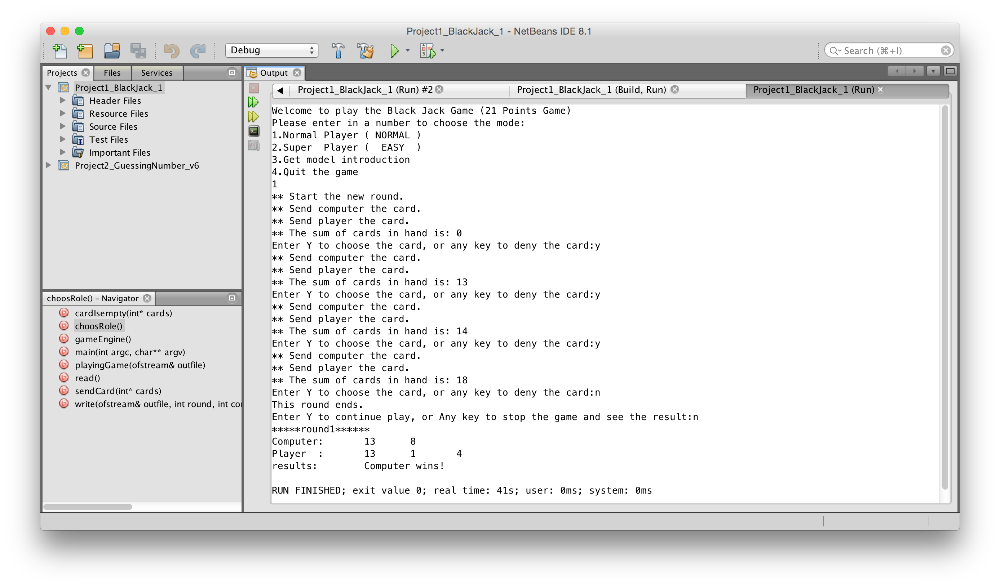 Project1_BlackJack_1 - NetBeans IDE 8.1
Debug
Search (⌘+I)
Projects
Files
Services
Project1_BlackJack_1
Header Files
Resource Files
Source Files
Test Files
Important Files
Project2_GuessingNumber_v6
choosRole() – Navigator
cardIsempty(int* cards)
choosRole()
gameEngine()
main(int argc, char** argv)
playingGame(ofstream& outfile)
read()
sendCard(int* cards)
write(ofstream& outfile, int round, int
Output
Project1_BlackJack_1 (Run) #2
Project1_BlackJack_1 (Build, Run)
Project1_BlackJack_1 (Run)
Welcome to play the Black Jack Game (21 Points Game)
Please enter in a number to choose the mode:
1.Normal Player ( NORMAL )
2.Super  Player (  EASY  )
3.Get model introduction
4.Quit the game
1
** Start the new round.
** Send computer the card.
** Send player the card.
** The sum of cards in hand is: 0
Enter Y to choose the card, or any key to deny the card:y
** Send computer the card.
** Send player the card.
** The sum of cards in hand is: 13
Enter Y to choose the card, or any key to deny the card:y
** Send computer the card.
** Send player the card.
** The sum of cards in hand is: 14
Enter Y to choose the card, or any key to deny the card:y
** Send computer the card.
** Send player the card.
** The sum of cards in hand is: 18
Enter Y to choose the card, or any key to deny the card:n
This round ends.
Enter Y to continue play, or Any key to stop the game and see the result:n
*****round1******
Computer:       13      8
Player  :       13      1       4
results:        Computer wins!
RUN FINISHED; exit value 0; real time: 41s; user: 0ms; system: 0ms